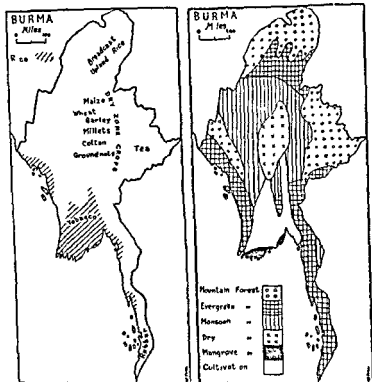 BURMA
Miles
Rice
Broadcast
Upland Rice
Maize
Wheat
Barley
Millets
Cotton
Groundnuts
DRY ZONE CROPS
Tea
Tobacco
Rubber
BURMA
Miles
Mountain Forest
Evergreen "
Monsoon "
Dry "
Mangrove "
Cultivation